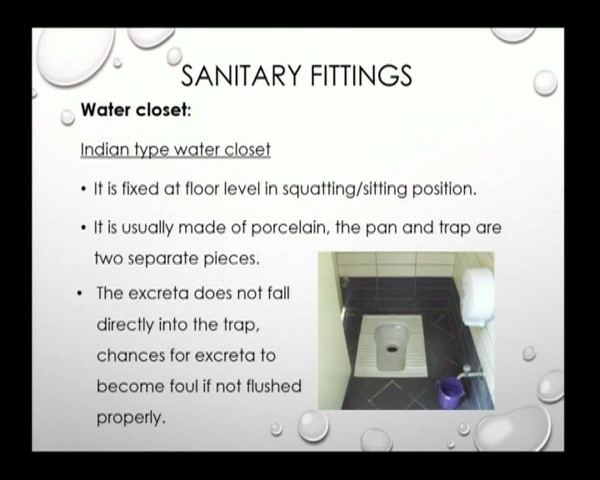 SANITARY FITTINGS
Water closet:
Indian type water closet
• It is fixed at floor level in squatting/sitting position.
• It is usually made of porcelain, the pan and trap are
two separate pieces.
• The excreta does not fall
directly into the trap,
chances for excreta to
become foul if not flushed
properly.